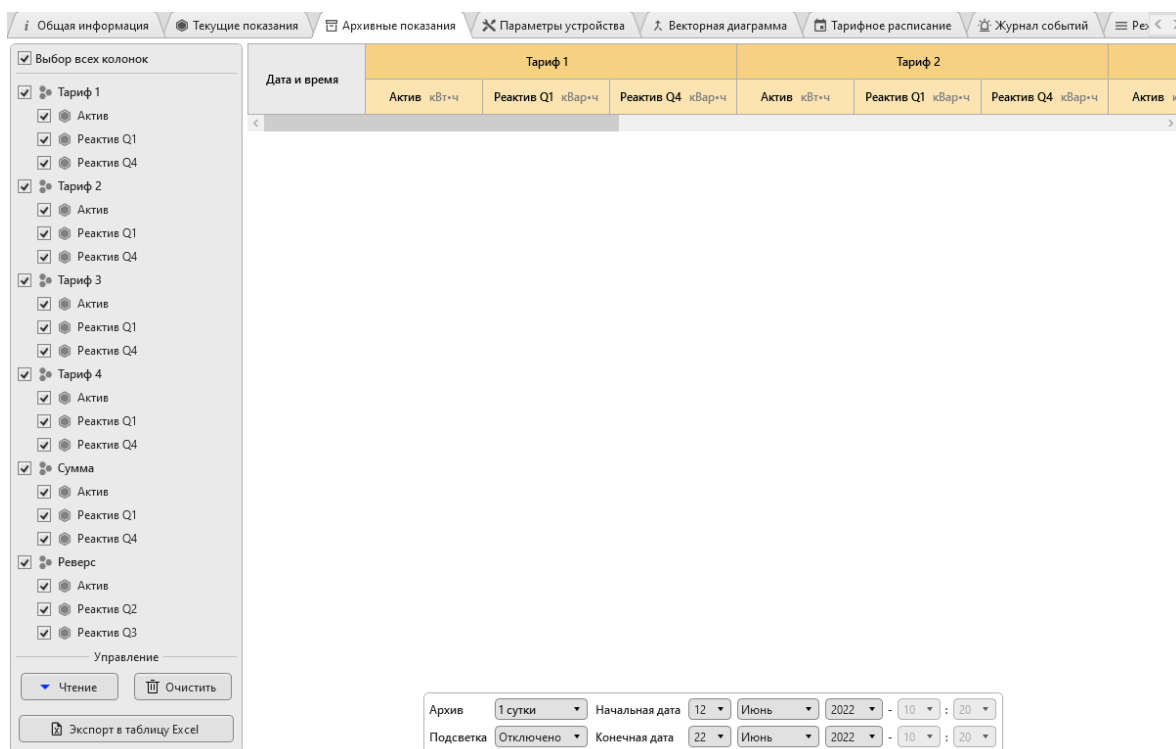 i Общая информация Текущие показания Архивные показания Параметры устройства Векторная диаграмма Тарифное расписание Журнал событий
Выбор всех колонок
Дата и время Тариф 1 Тариф 2
Актив кВт•ч Реактив Q1 кВар•ч Реактив Q4 кВар•ч Актив кВт•ч Реактив Q1 кВар•ч Реактив Q4 кВар•ч Актив
Тариф 1
Актив
Реактив Q1
Реактив Q4
Тариф 2
Актив
Реактив Q1
Реактив Q4
Тариф 3
Актив
Реактив Q1
Реактив Q4
Тариф 4
Актив
Реактив Q1
Реактив Q4
Сумма
Актив
Реактив Q1
Реактив Q4
Реверс
Актив
Реактив Q2
Реактив Q3
Управление
Чтение Очистить
Экспорт в таблицу Excel
Архив 1 сутки Начальная дата 12 Июнь 2022 - 10 : 20
Подсветка Отключено Конечная дата 22 Июнь 2022 - 10 : 20